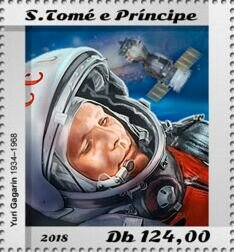 S. Tomé e Príncipe
Yuri Gagarin 1934-1968
2018
Db 124,00